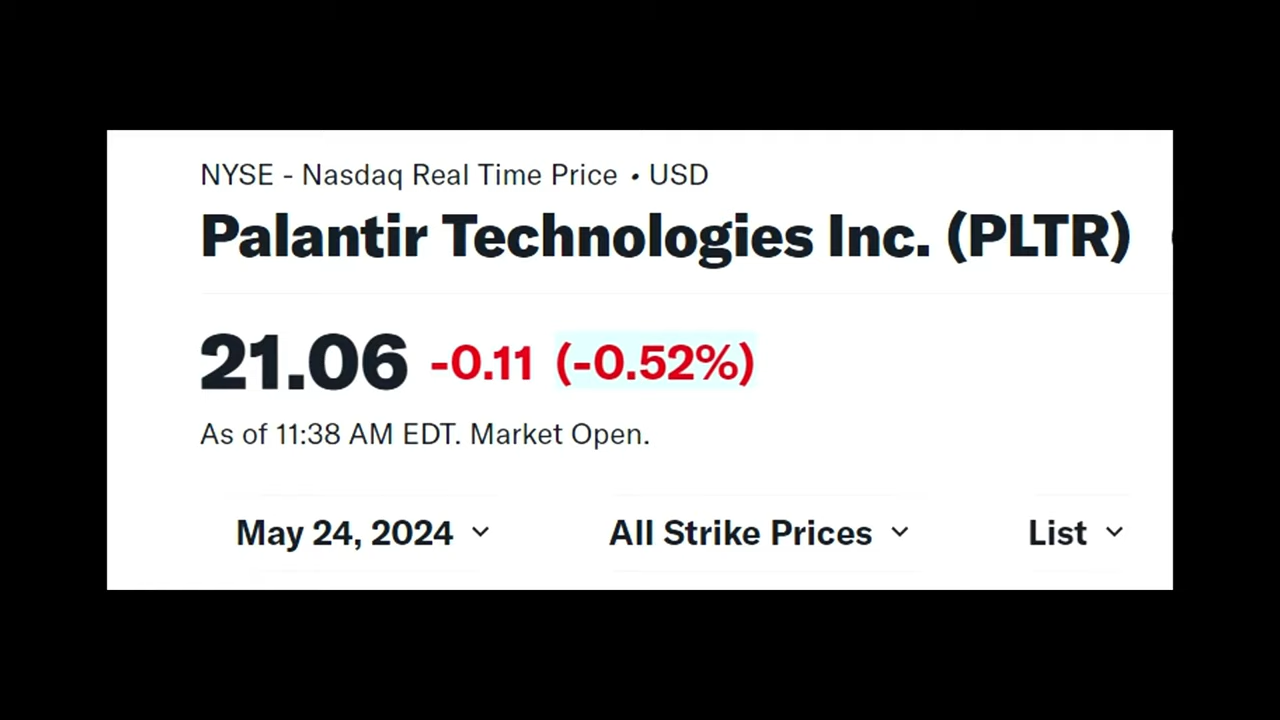 NYSE - Nasdaq Real Time Price • USD
Palantir Technologies Inc. (PLTR)
21.06 -0.11 (-0.52%)
As of 11:38 AM EDT. Market Open.
May 24, 2024 All Strike Prices List